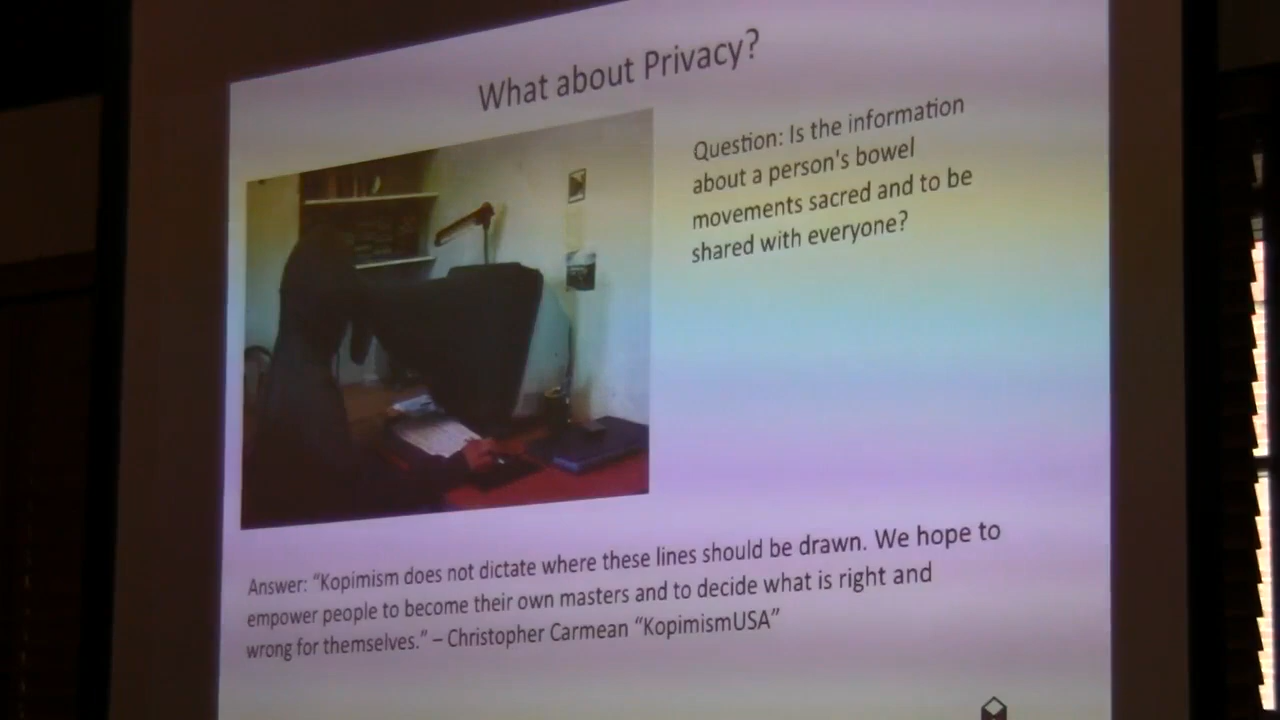 What about Privacy?
Question: Is the information
about a person's bowel
movements sacred and to be
shared with everyone?
Answer: “Kopimism does not dictate where these lines should be drawn. We hope to
empower people to become their own masters and to decide what is right and
wrong for themselves.” – Christopher Carmean “KopimismUSA”